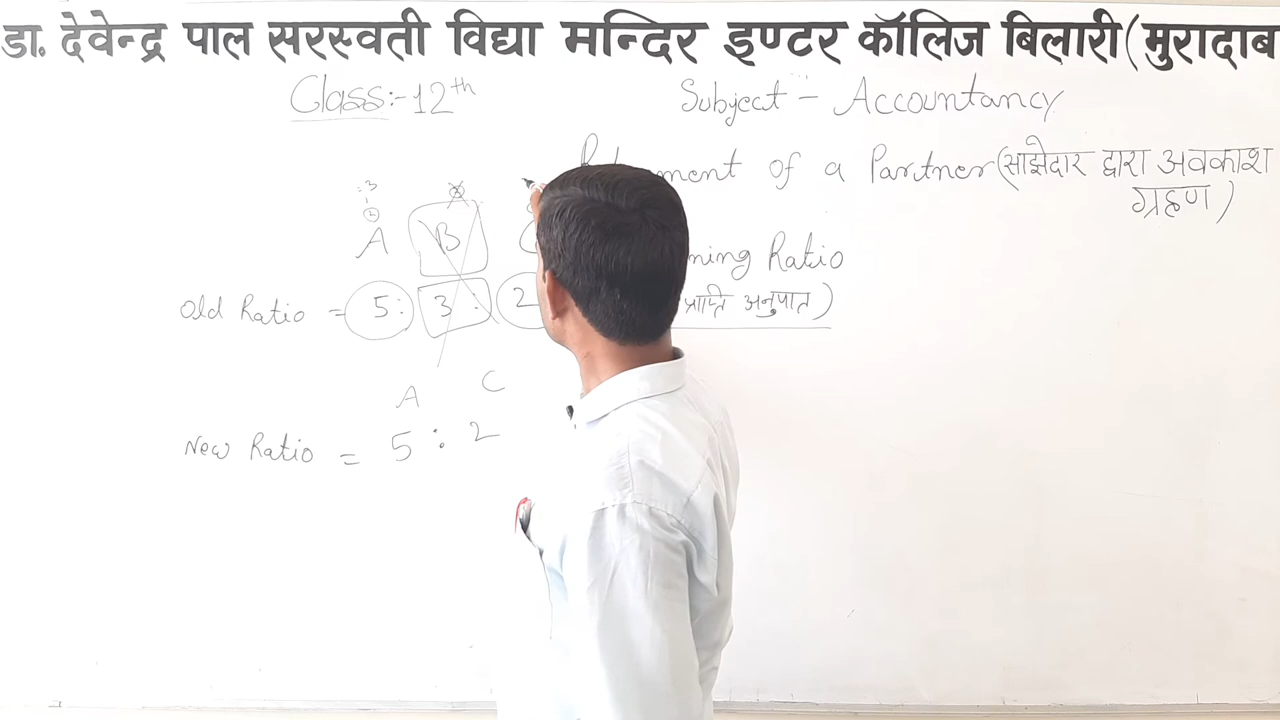 डा. देवेन्द्र पाल सरस्वती विद्या मन्दिर इण्टर कॉलिज बिलारी (मुरादाब
Class:- 12th Subject - Accountancy
ment of a Partner (साझेदार द्वारा अवकाश
ग्रहण)
:3
A B
ning Ratio
Old Ratio = 5: 3 : 2
प्राप्ति अनुपात)
A C
New Ratio = 5 : 2